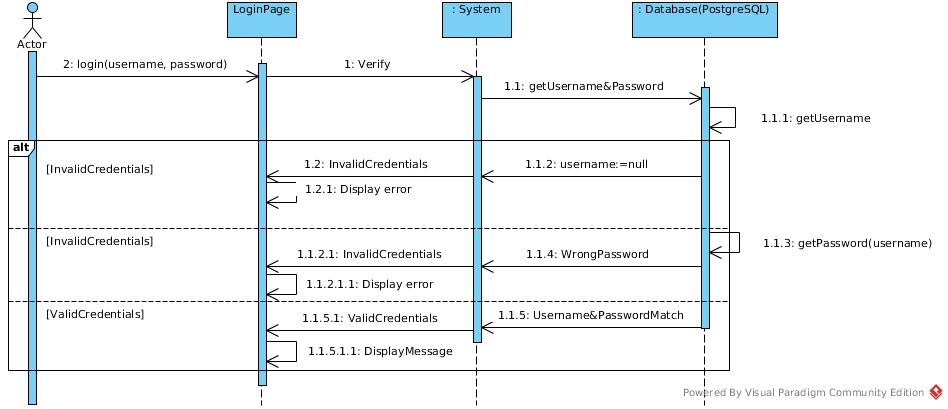 LoginPage
: System
: Database(PostgreSQL)
Actor
2: login(username, password)
1: Verify
1.1: getUsername&Password
1.1.1: getUsername
alt
[InvalidCredentials]
1.2: InvalidCredentials
1.1.2: username:=null
1.2.1: Display error
[InvalidCredentials]
1.1.3: getPassword(username)
1.1.2.1: InvalidCredentials
1.1.4: WrongPassword
1.1.2.1.1: Display error
[ValidCredentials]
1.1.5.1: ValidCredentials
1.1.5: Username&PasswordMatch
1.1.5.1.1: DisplayMessage
Powered By Visual Paradigm Community Edition